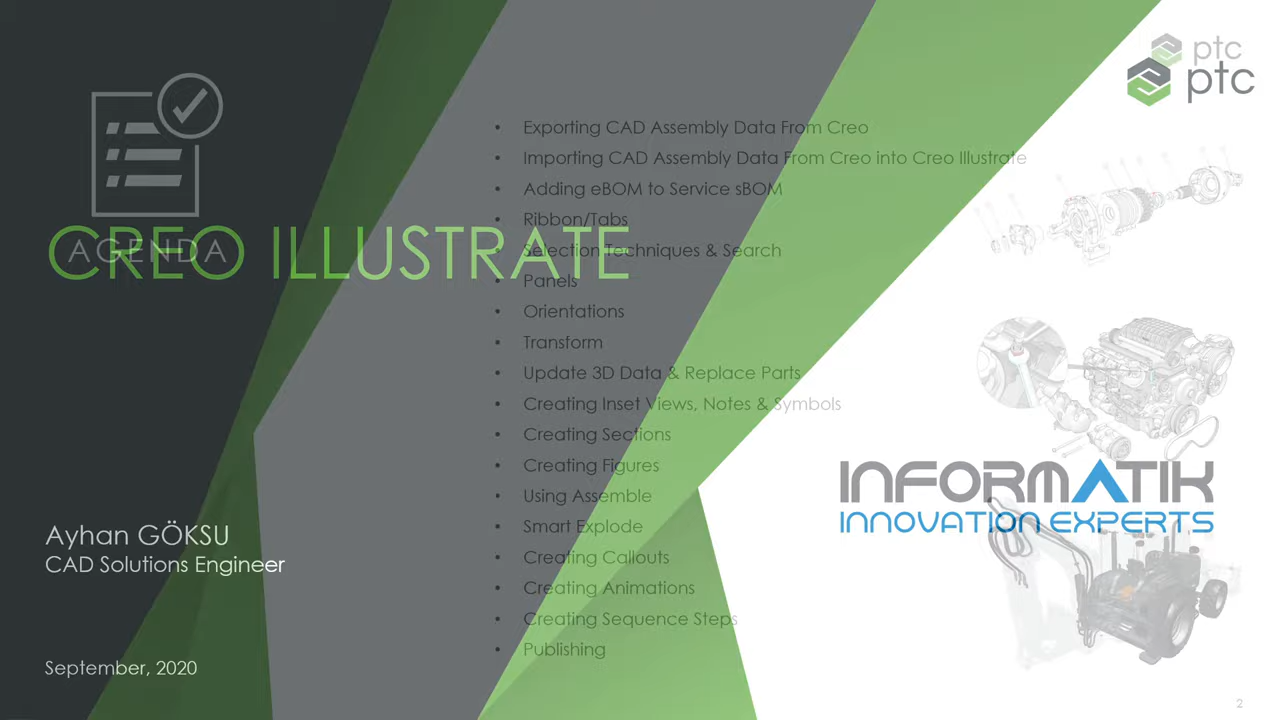 ptc
ptc
AGENDA
CREO ILLUSTRATE
• Exporting CAD Assembly Data From Creo
• Importing CAD Assembly Data From Creo into Creo Illustrate
• Adding eBOM to Service sBOM
• Ribbon/Tabs
• Selection Techniques & Search
• Panels
• Orientations
• Transform
• Update 3D Data & Replace Parts
• Creating Inset Views, Notes & Symbols
• Creating Sections
• Creating Figures
• Using Assemble
• Smart Explode
• Creating Callouts
• Creating Animations
• Creating Sequence Steps
• Publishing
INFORMATIK
INNOVATION EXPERTS
Ayhan GÖKSU
CAD Solutions Engineer
September, 2020
2